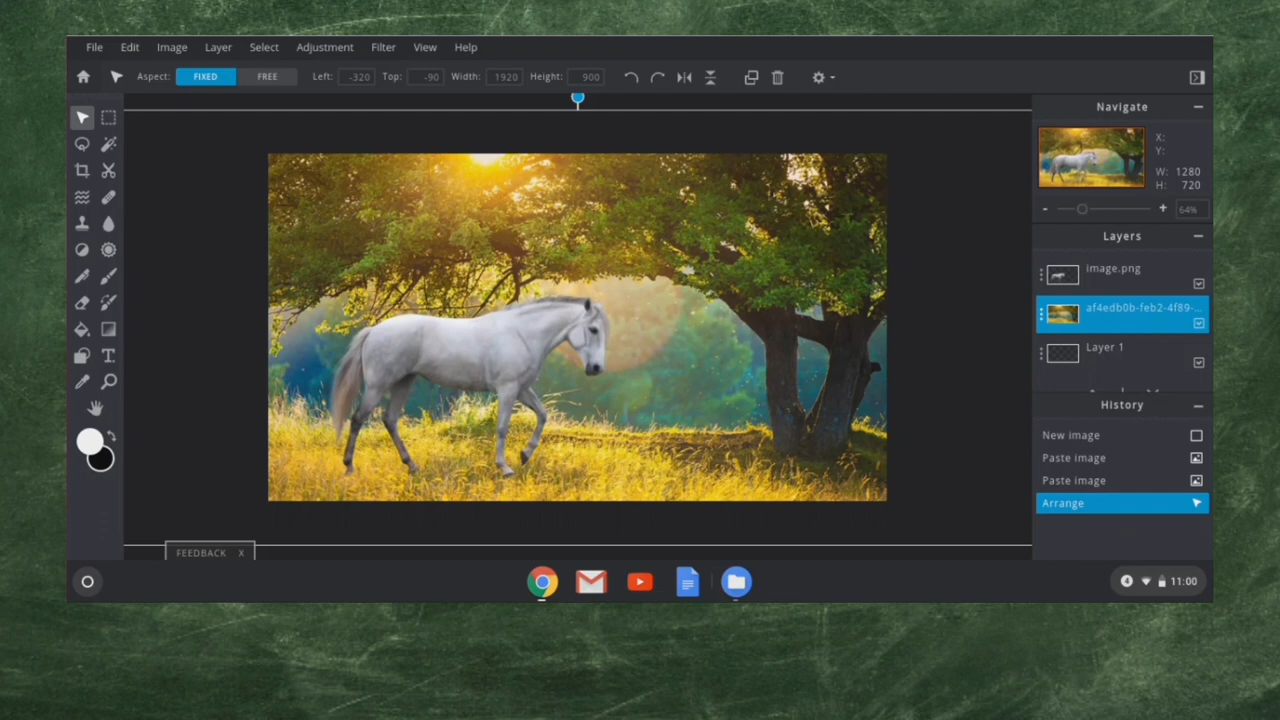 File Edit Image Layer Select Adjustment Filter View Help
Aspect: FIXED FREE Left: -320 Top: -90 Width: 1920 Height: 900
Navigate
X:
Y:
W: 1280
H: 720
- + 64%
Layers
image.png
af4edb0b-feb2-4f89-...
Layer 1
History
New image
Paste image
Paste image
Arrange
FEEDBACK X
4 11:00